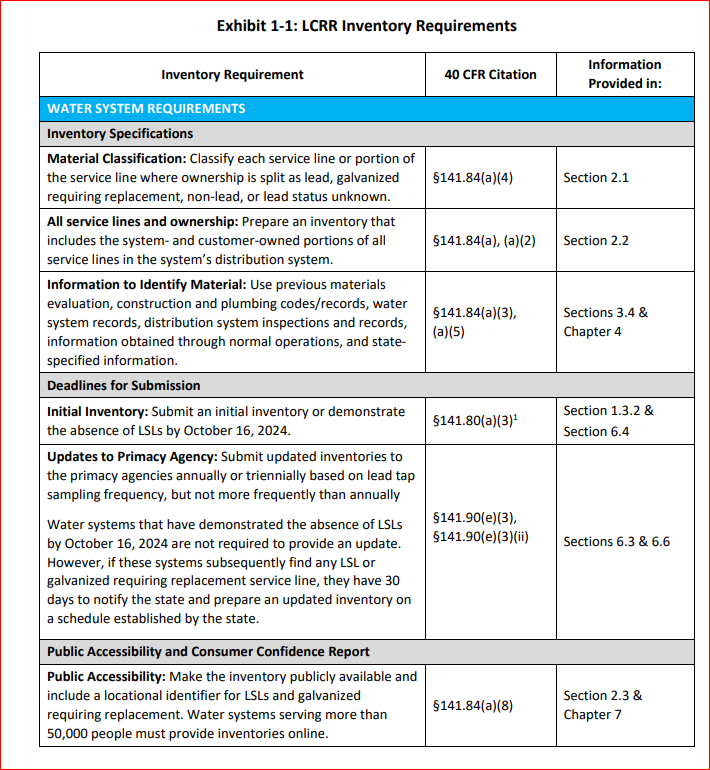 Exhibit 1-1: LCRR Inventory Requirements
Inventory Requirement
40 CFR Citation
Information
Provided in:
WATER SYSTEM REQUIREMENTS
Inventory Specifications
Material Classification: Classify each service line or portion of
the service line where ownership is split as lead, galvanized
requiring replacement, non-lead, or lead status unknown.
§141.84(a)(4)
Section 2.1
All service lines and ownership: Prepare an inventory that
includes the system- and customer-owned portions of all
service lines in the system’s distribution system.
§141.84(a), (a)(2)
Section 2.2
Information to Identify Material: Use previous materials
evaluation, construction and plumbing codes/records, water
system records, distribution system inspections and records,
information obtained through normal operations, and state-
specified information.
§141.84(a)(3),
(a)(5)
Sections 3.4 &
Chapter 4
Deadlines for Submission
Initial Inventory: Submit an initial inventory or demonstrate
the absence of LSLs by October 16, 2024.
§141.80(a)(3)¹
Section 1.3.2 &
Section 6.4
Updates to Primacy Agency: Submit updated inventories to
the primacy agencies annually or triennially based on lead tap
sampling frequency, but not more frequently than annually
Water systems that have demonstrated the absence of LSLs
by October 16, 2024 are not required to provide an update.
However, if these systems subsequently find any LSL or
galvanized requiring replacement service line, they have 30
days to notify the state and prepare an updated inventory on
a schedule established by the state.
§141.90(e)(3),
§141.90(e)(3)(ii)
Sections 6.3 & 6.6
Public Accessibility and Consumer Confidence Report
Public Accessibility: Make the inventory publicly available and
include a locational identifier for LSLs and galvanized
requiring replacement. Water systems serving more than
50,000 people must provide inventories online.
§141.84(a)(8)
Section 2.3 &
Chapter 7